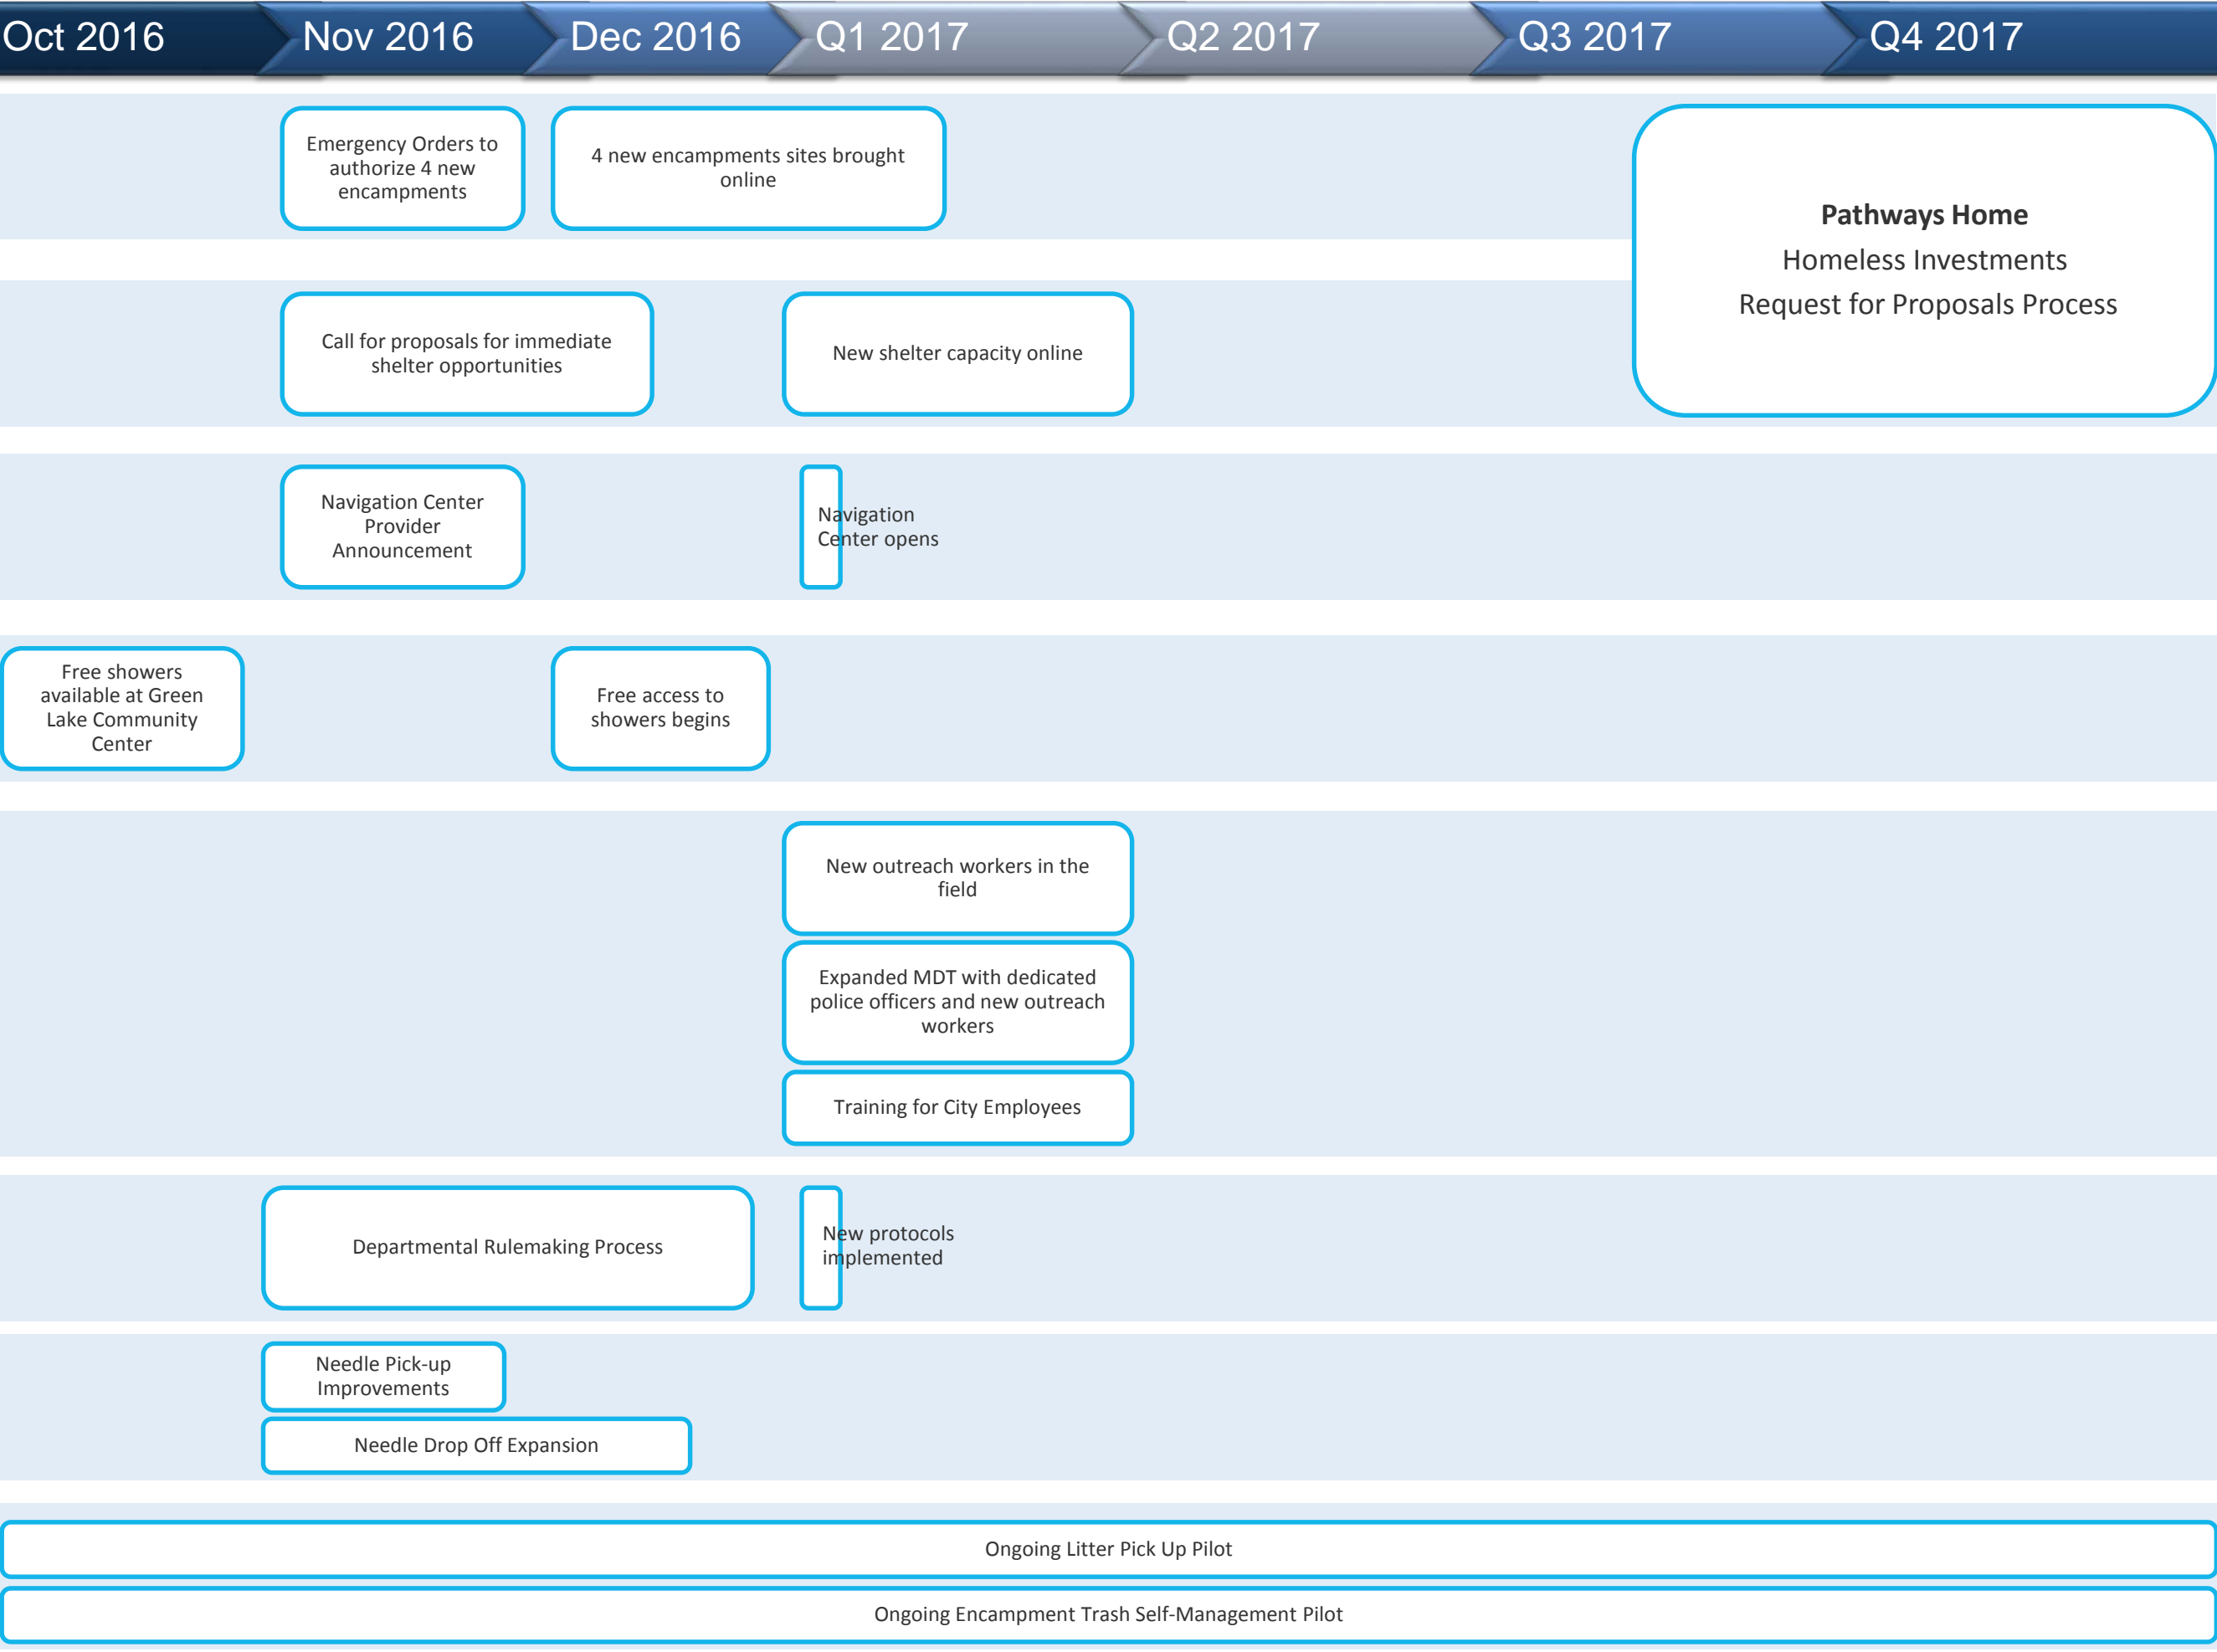 Oct 2016
Nov 2016
Dec 2016
Q1 2017
Q2 2017
Q3 2017
Q4 2017
Emergency Orders to
authorize 4 new
encampments
4 new encampments sites brought
online
Pathways Home
Homeless Investments
Request for Proposals Process
Call for proposals for immediate
shelter opportunities
New shelter capacity online
Navigation Center
Provider
Announcement
Navigation
Center opens
Free showers
available at Green
Lake Community
Center
Free access to
showers begins
New outreach workers in the
field
Expanded MDT with dedicated
police officers and new outreach
workers
Training for City Employees
Departmental Rulemaking Process
New protocols
implemented
Needle Pick-up
Improvements
Needle Drop Off Expansion
Ongoing Litter Pick Up Pilot
Ongoing Encampment Trash Self-Management Pilot